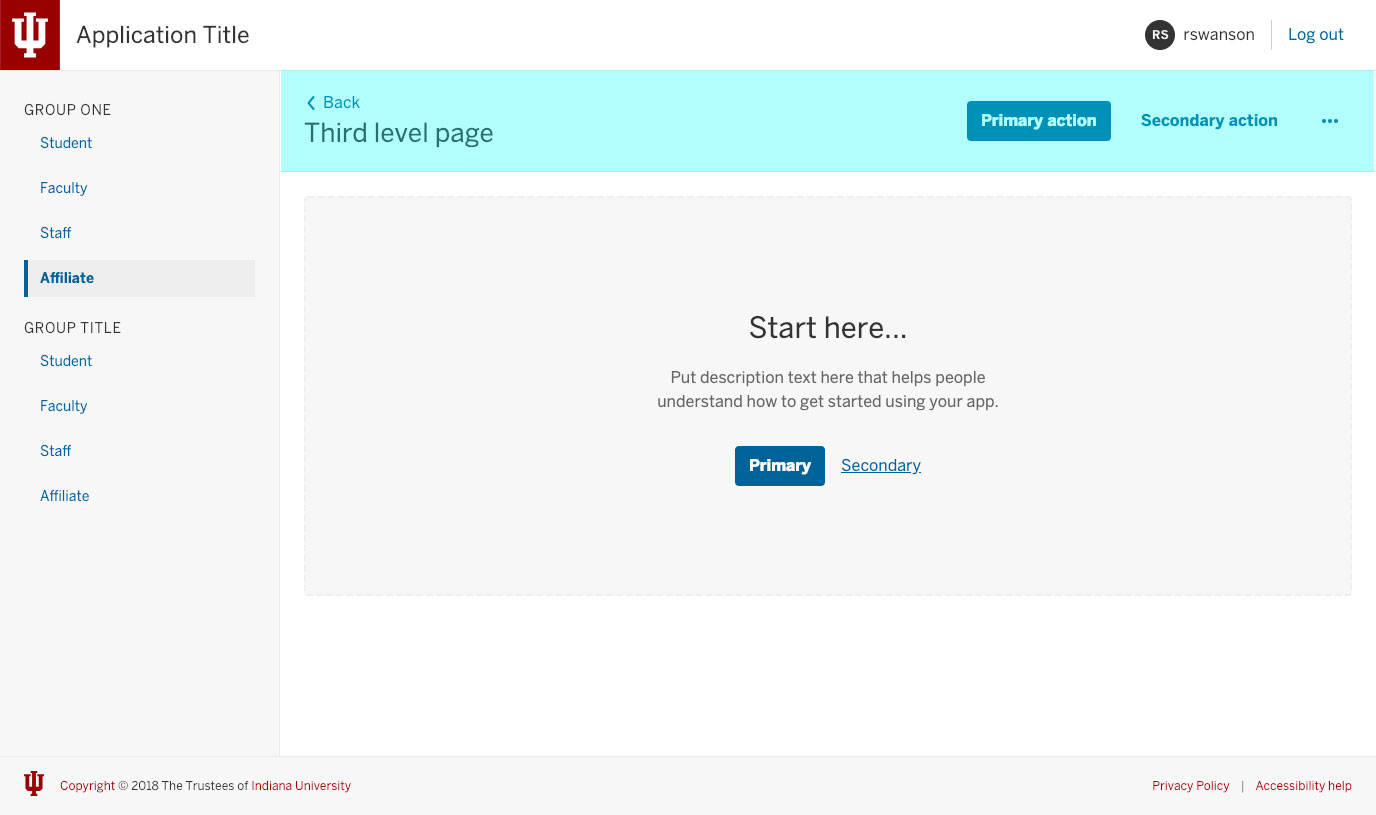 Application Title
RS rswanson Log out
GROUP ONE
Student
Faculty
Staff
Affiliate
GROUP TITLE
Student
Faculty
Staff
Affiliate
Back
Third level page
Primary action Secondary action ...
Start here...
Put description text here that helps people
understand how to get started using your app.
Primary Secondary
Copyright © 2018 The Trustees of Indiana University
Privacy Policy | Accessibility help